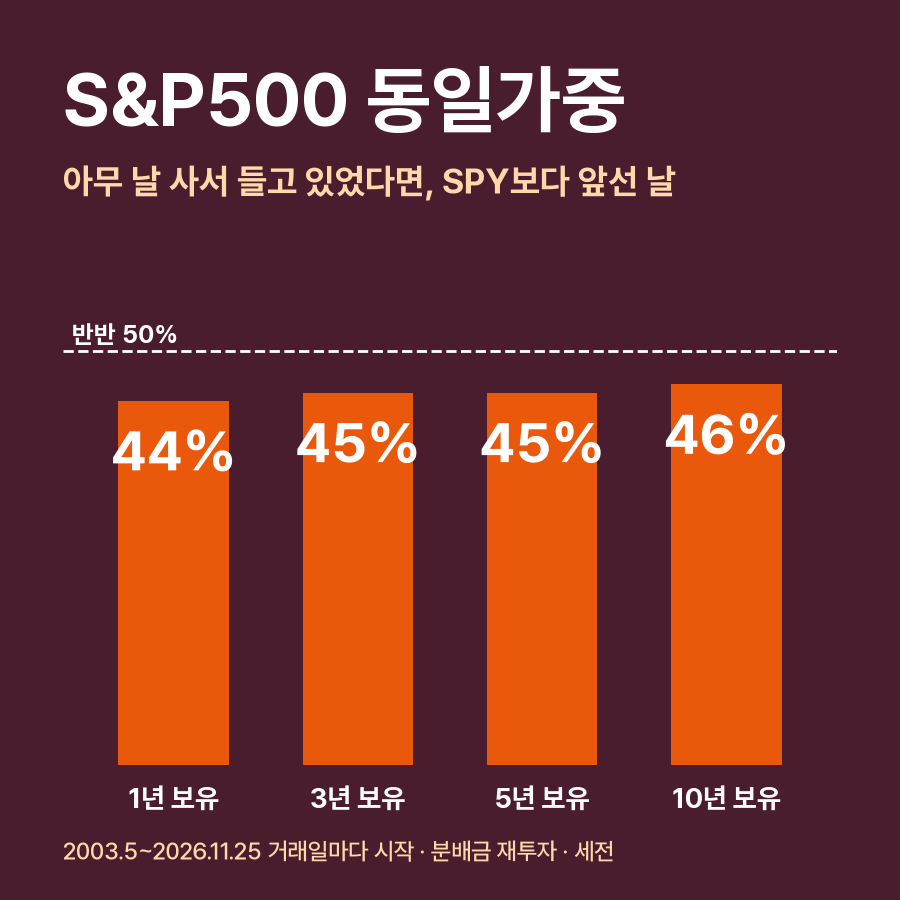 S&P500 동일가중
아무 날 사서 들고 있었다면, SPY보다 앞선 날
반반 50%
44% 45% 45% 46%
1년 보유 3년 보유 5년 보유 10년 보유
2003.5~2026.11.25 거래일마다 시작 · 분배금 재투자 · 세전